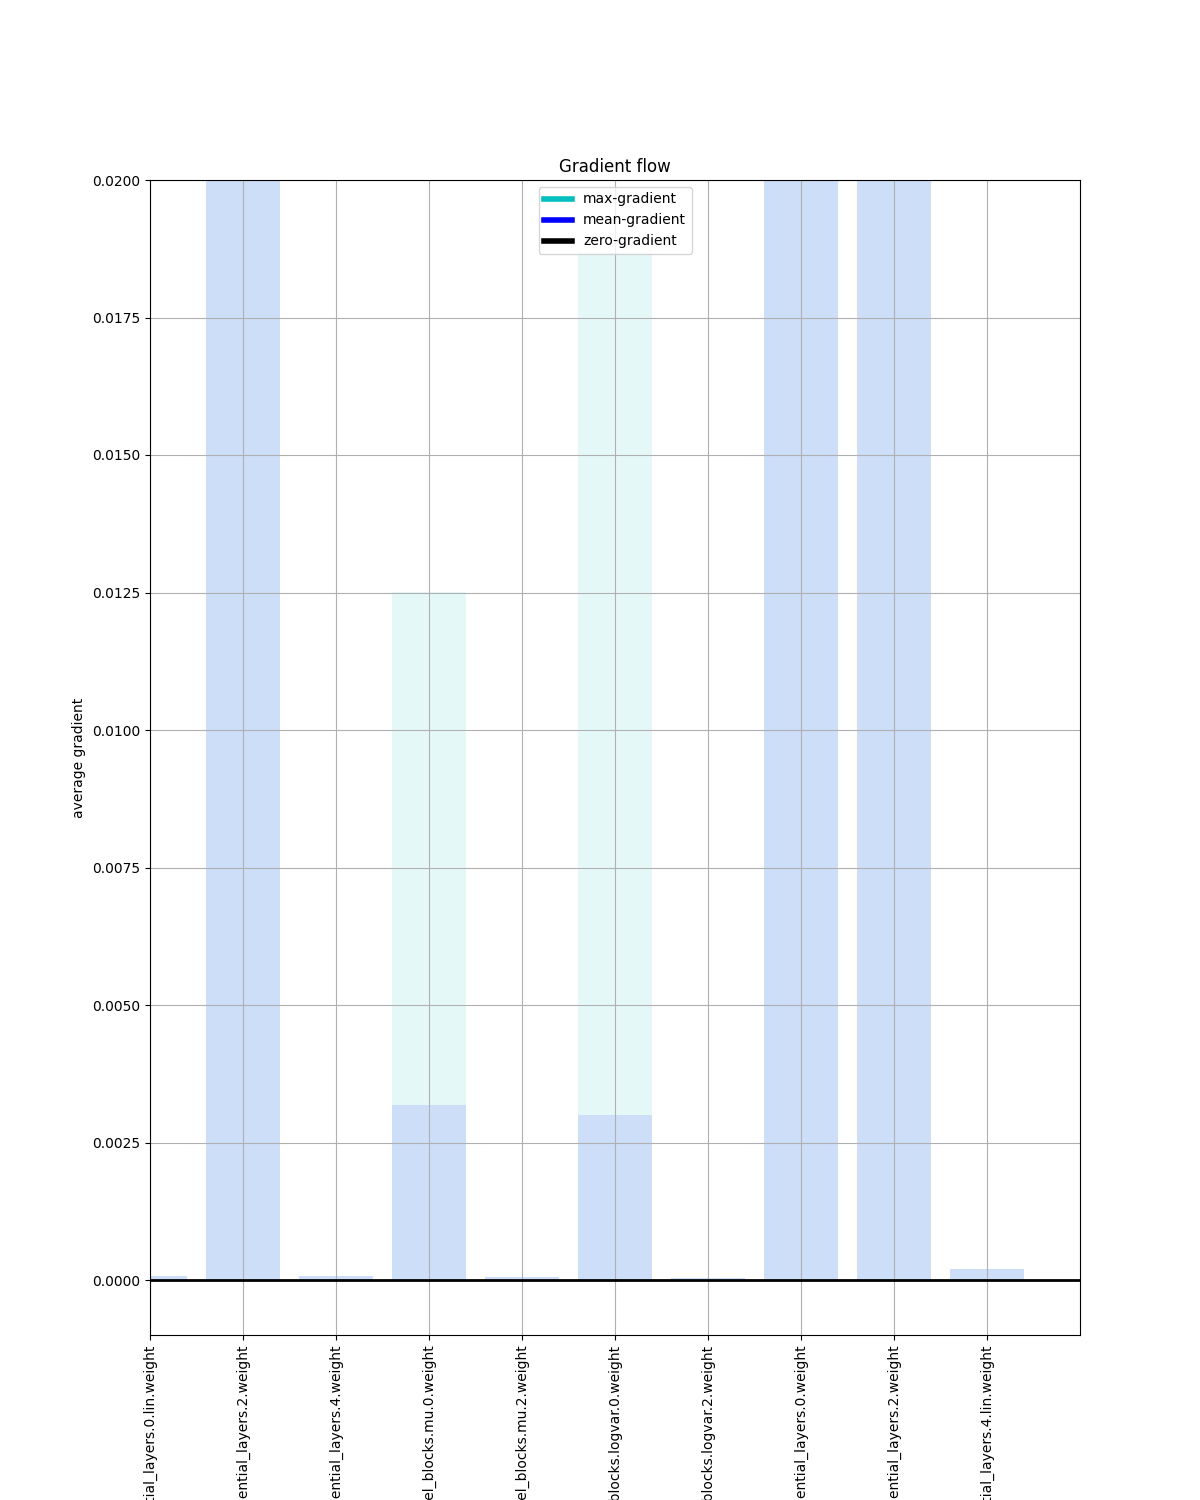 Gradient flow
max-gradient
mean-gradient
zero-gradient
0.0200
0.0175
0.0150
0.0125
0.0100
0.0075
0.0050
0.0025
0.0000
average gradient
tial_layers.0.lin.weight
ential_layers.2.weight
ential_layers.4.weight
el_blocks.mu.0.weight
el_blocks.mu.2.weight
blocks.logvar.0.weight
blocks.logvar.2.weight
ential_layers.0.weight
ential_layers.2.weight
tial_layers.4.lin.weight